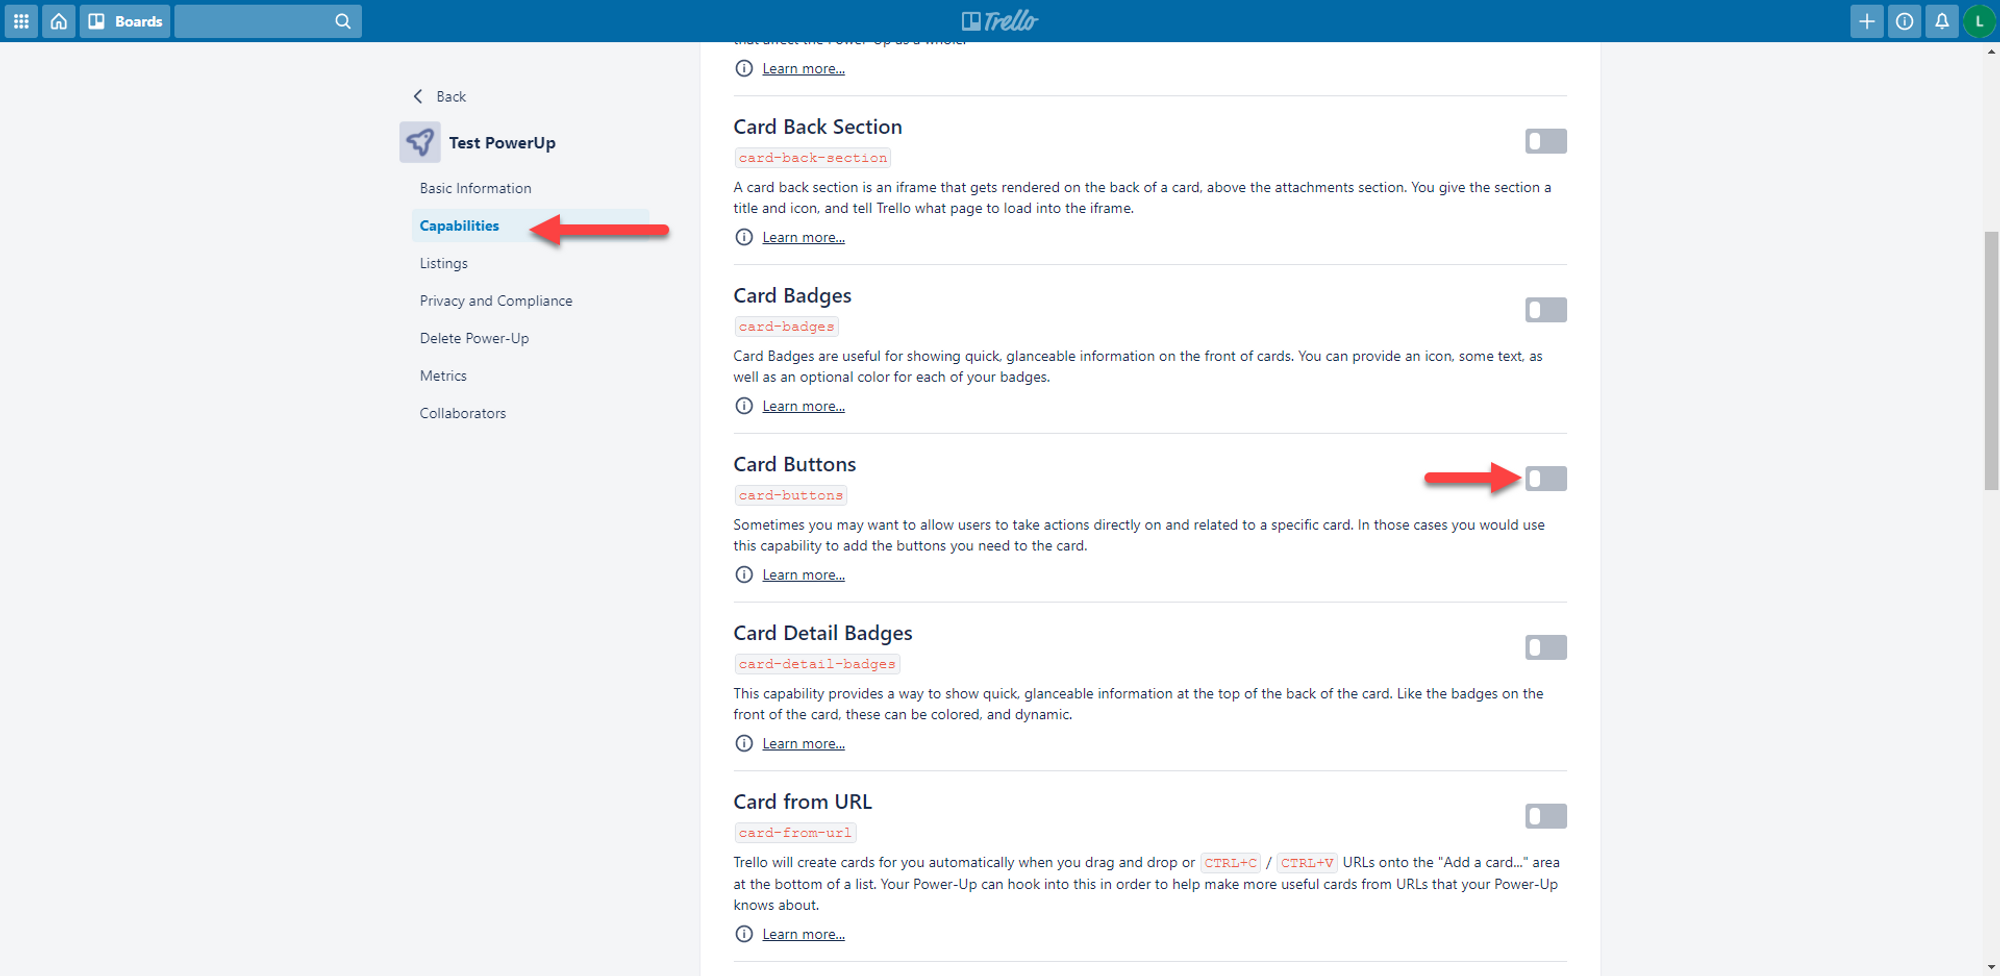 Boards
Trello
L
that affect the Power-Up as a whole.
Learn more...
Back
Test PowerUp
Basic Information
Capabilities
Listings
Privacy and Compliance
Delete Power-Up
Metrics
Collaborators
Card Back Section
card-back-section
A card back section is an iframe that gets rendered on the back of a card, above the attachments section. You give the section a
title and icon, and tell Trello what page to load into the iframe.
Learn more...
Card Badges
card-badges
Card Badges are useful for showing quick, glanceable information on the front of cards. You can provide an icon, some text, as
well as an optional color for each of your badges.
Learn more...
Card Buttons
card-buttons
Sometimes you may want to allow users to take actions directly on and related to a specific card. In those cases you would use
this capability to add the buttons you need to the card.
Learn more...
Card Detail Badges
card-detail-badges
This capability provides a way to show quick, glanceable information at the top of the back of the card. Like the badges on the
front of the card, these can be colored, and dynamic.
Learn more...
Card from URL
card-from-url
Trello will create cards for you automatically when you drag and drop or CTRL+C / CTRL+V URLs onto the "Add a card..." area
at the bottom of a list. Your Power-Up can hook into this in order to help make more useful cards from URLs that your Power-Up
knows about.
Learn more...